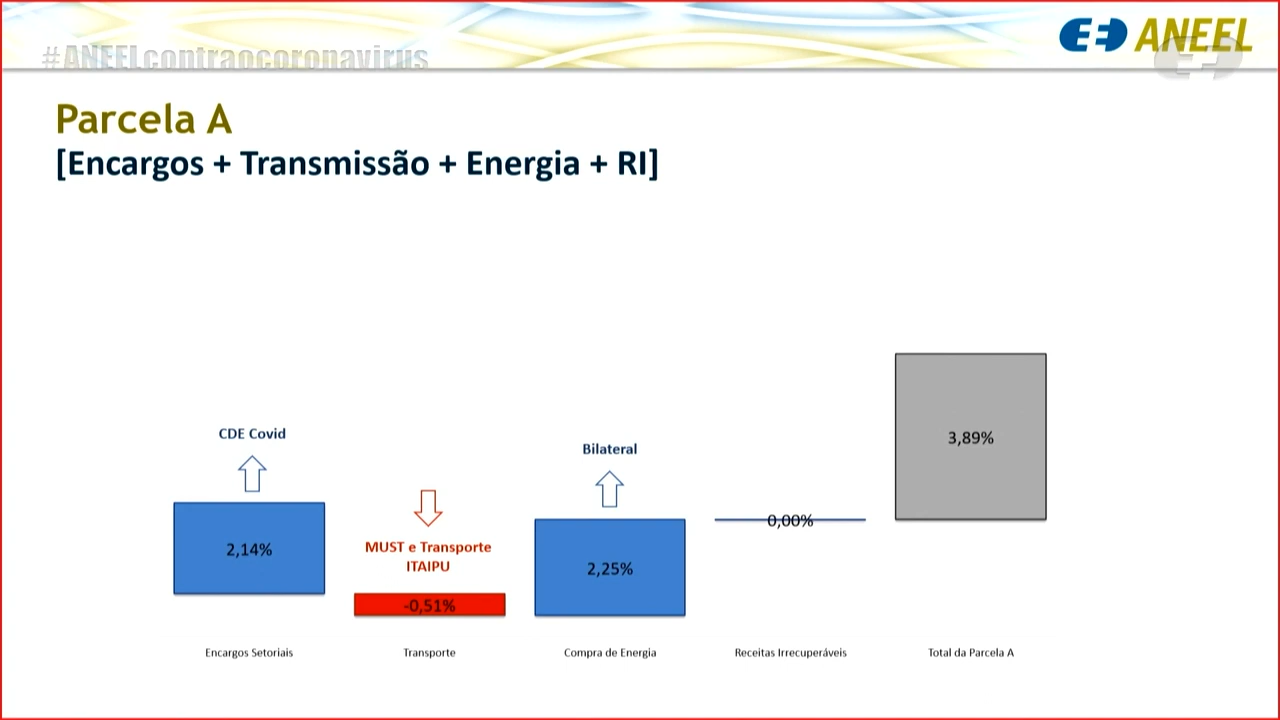 #ANEELcontraocoronavirus
ANEEL
Parcela A
[Encargos + Transmissão + Energia + RI]
CDE Covid
Bilateral
MUST e Transporte
ITAIPU
2,14%
-0,51%
2,25%
0,00%
3,89%
Encargos Setoriais
Transporte
Compra de Energia
Receitas Irrecuperáveis
Total da Parcela A